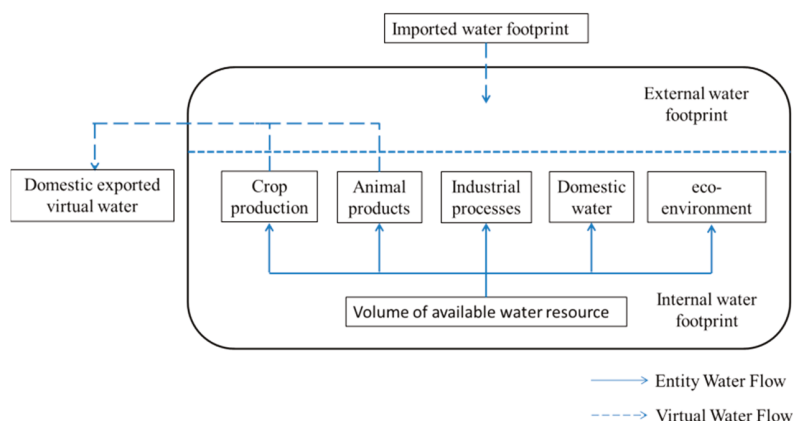 Imported water footprint
External water
footprint
Domestic exported
virtual water
Crop
production
Animal
products
Industrial
processes
Domestic
water
eco-
environment
Volume of available water resource
Internal water
footprint
Entity Water Flow
Virtual Water Flow